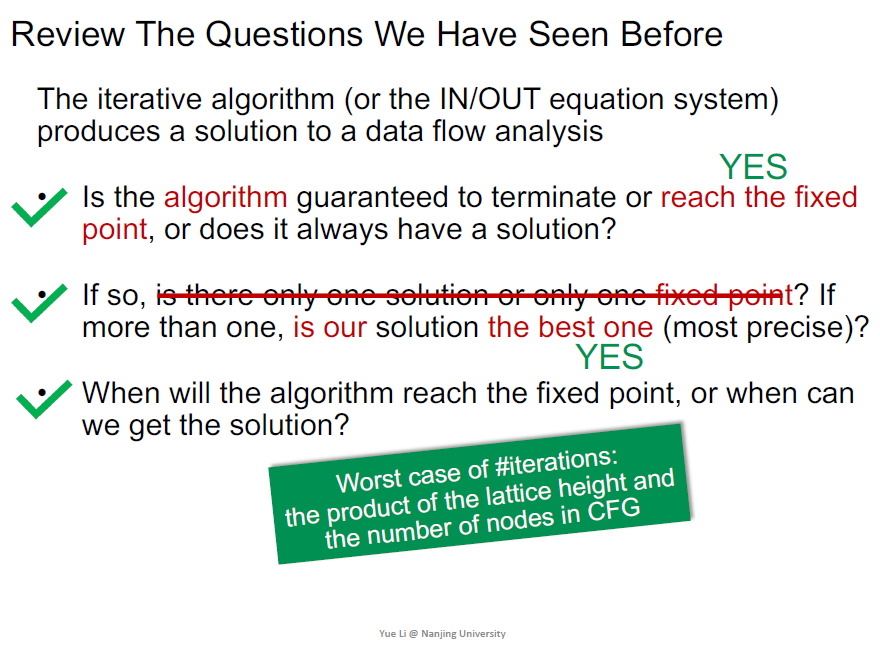 Review The Questions We Have Seen Before
The iterative algorithm (or the IN/OUT equation system)
produces a solution to a data flow analysis
YES
• Is the algorithm guaranteed to terminate or reach the fixed
point, or does it always have a solution?
• If so, is there only one solution or only one fixed point? If
more than one, is our solution the best one (most precise)?
YES
• When will the algorithm reach the fixed point, or when can
we get the solution?
Worst case of #iterations:
the product of the lattice height and
the number of nodes in CFG
Yue Li @ Nanjing University